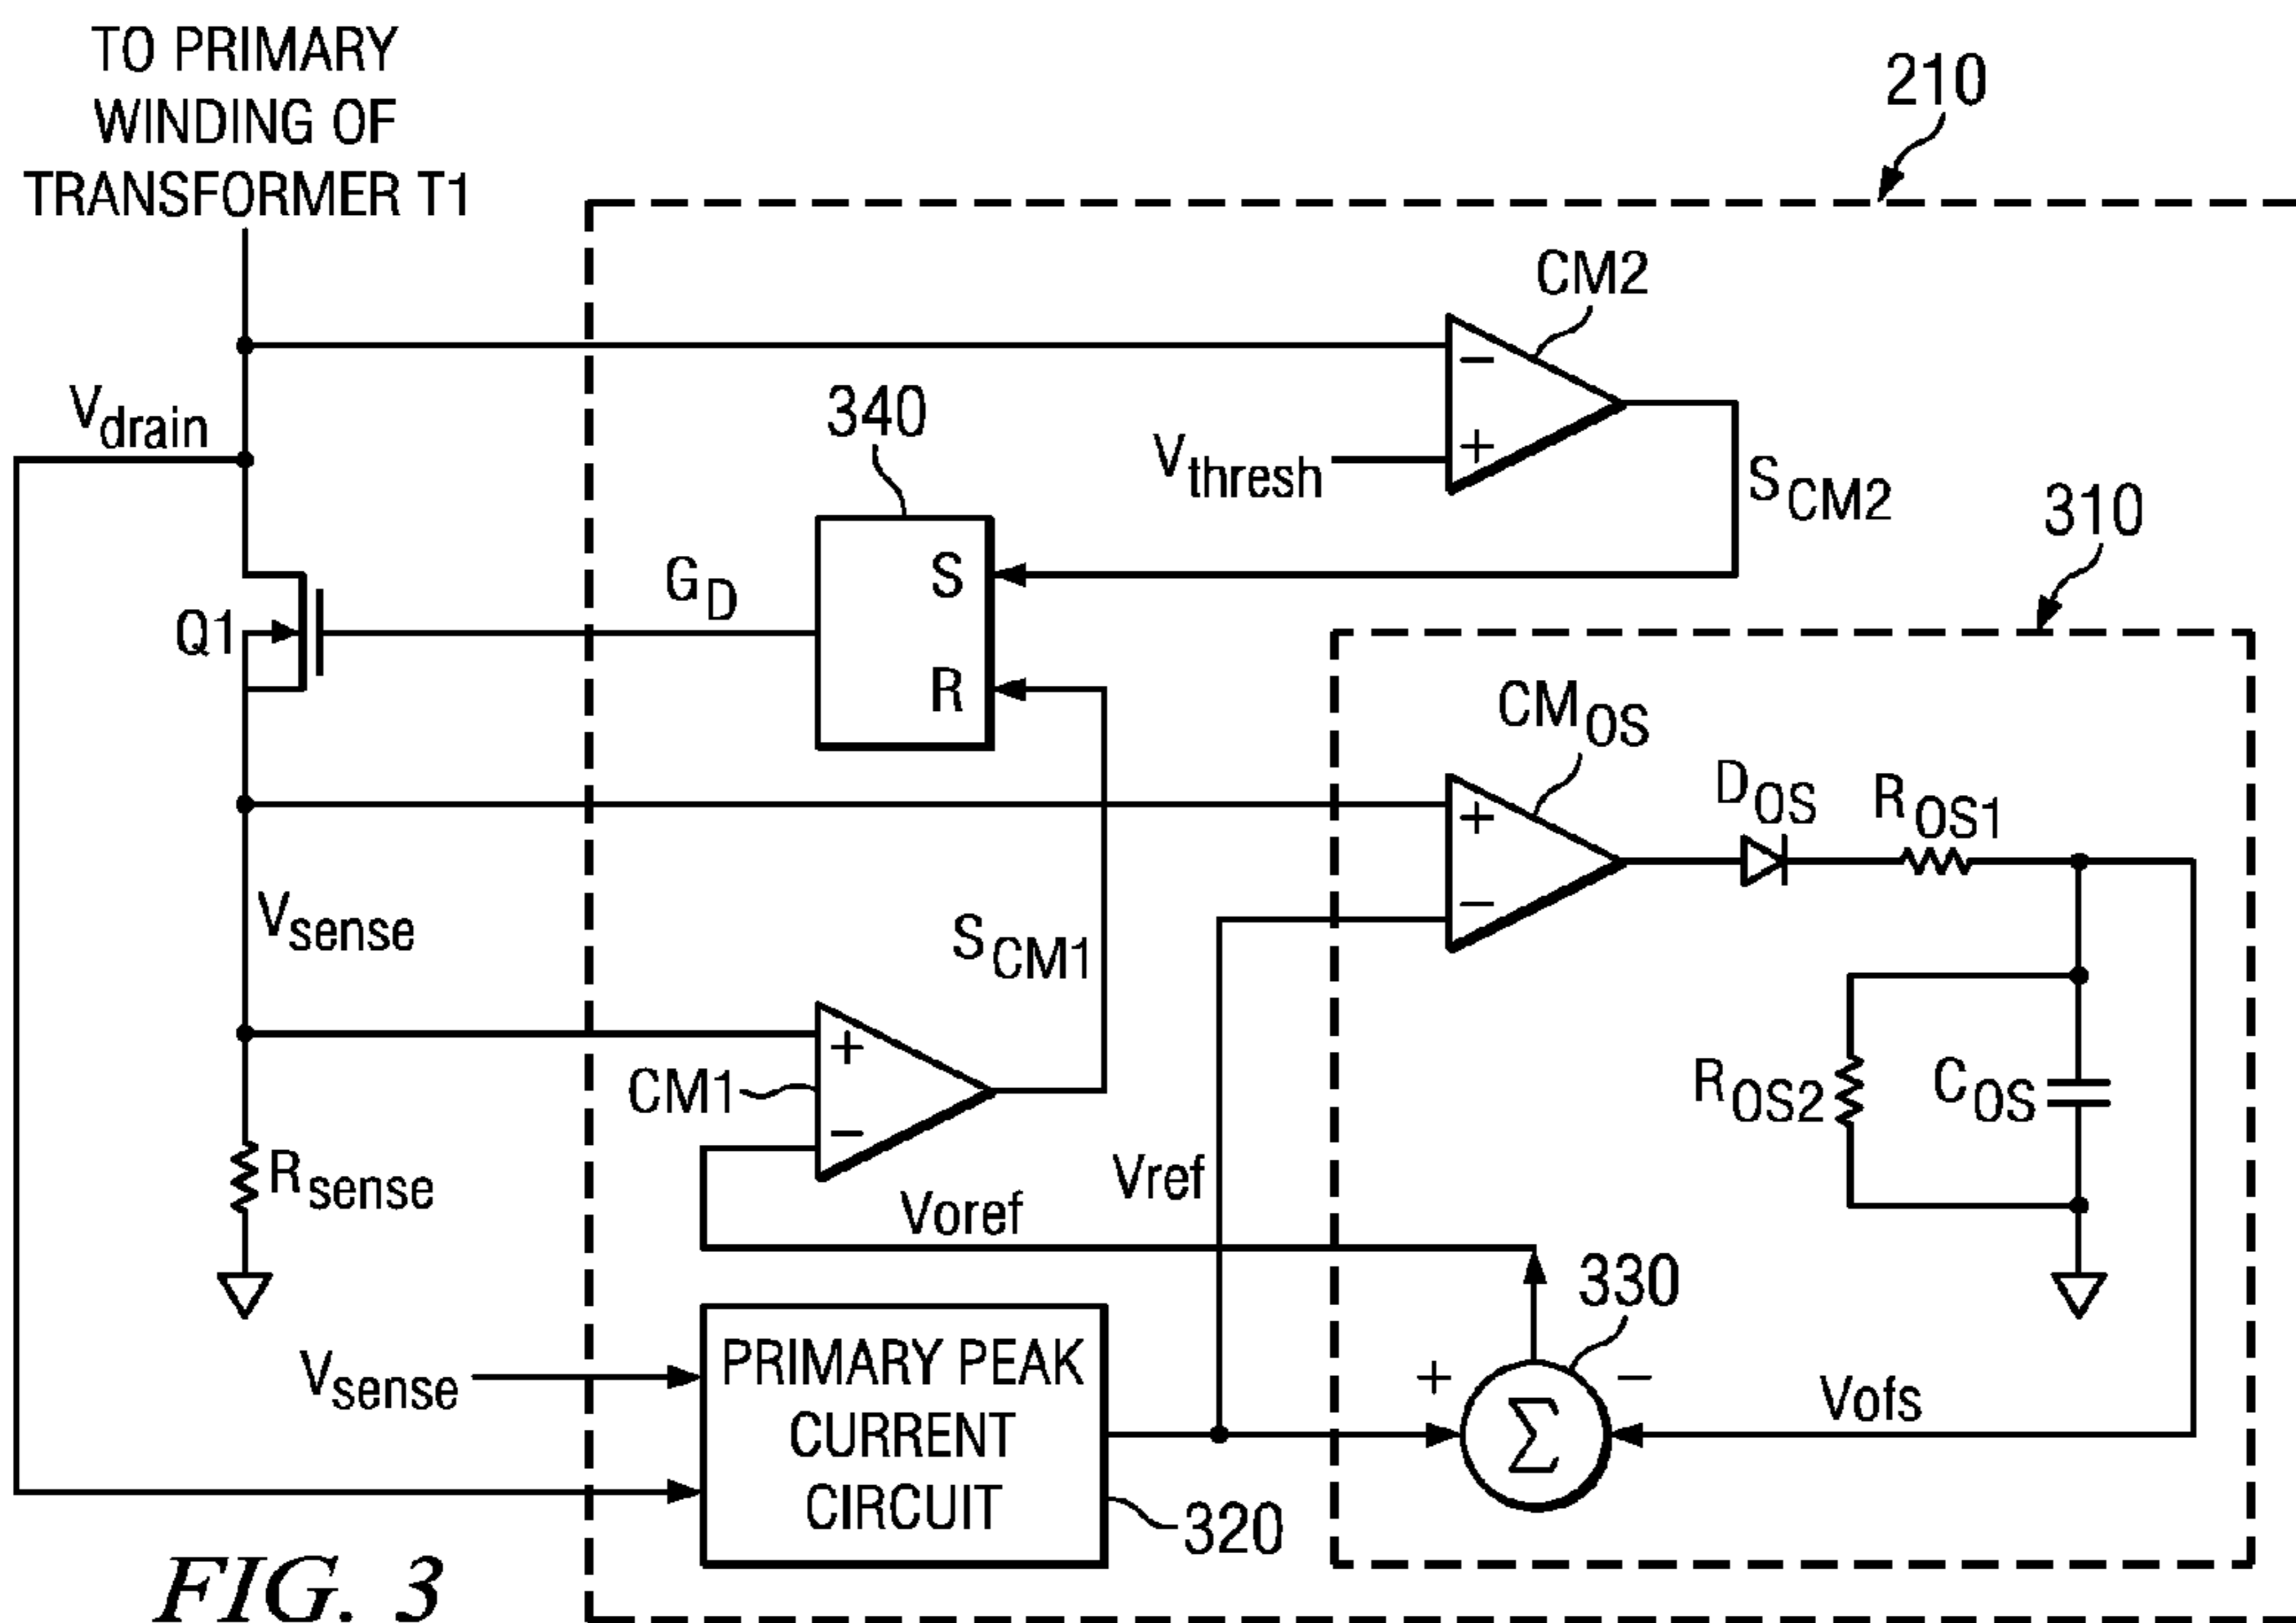 TO PRIMARY
WINDING OF
TRANSFORMER T1
210
CM2
−
+
Vdrain
340
Vthresh
SCM2
310
S
R
GD
Q1
CMOS
+
−
DOS
ROS1
Vsense
SCM1
CM1
+
−
ROS2
COS
Rsense
Vref
Voref
330
Vsense
PRIMARY PEAK
CURRENT
CIRCUIT
+
−
Σ
Vofs
320
FIG. 3